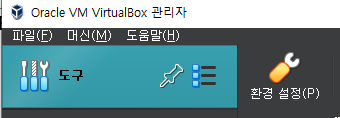 Oracle VM VirtualBox 관리자
파일(F) 머신(M) 도움말(H)
도구
환경 설정(P)